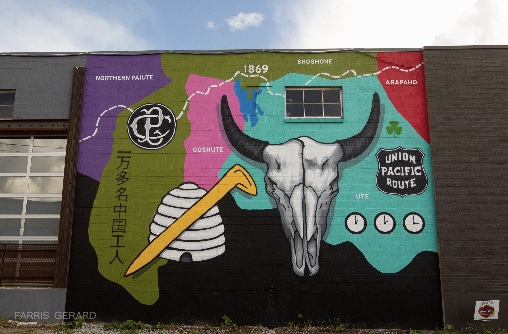 SHOSHONE
1869
NORTHERN PAIUTE
ARAPAHO
GOSHUTE
UNION
PACIFIC
ROUTE
一万多名中国工人
UTE
FARRIS GERARD